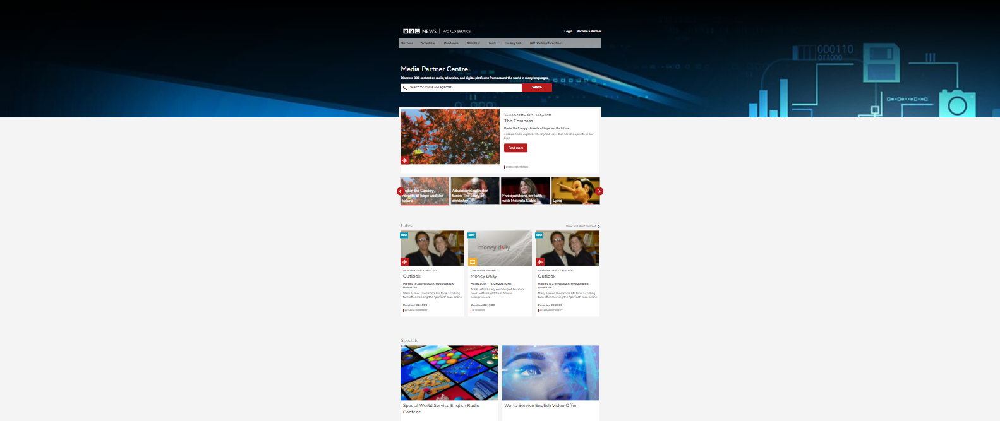 BBC NEWS | WORLD SERVICE
Login Become a Partner
Discover Schedules Rundowns About Us Tools The Big Talk BBC Radio International
000110
011000
Media Partner Centre
Discover BBC content on radio, television, and digital platforms from around the world in many languages.
Search for brands and episodes...
Search
Available 17 Mar 2021 - 14 Apr 2021
The Compass
Under the Canopy - Forests of hope and the future
Jessica J. Lee explores the myriad ways that forests operate in our
lives
Read more
DOCUMENTARIES
Under the Canopy -
Forests of hope and the
future
Adventures with den-
tures: The story of
dentistry
Five questions on faith
with Melinda Gates
Lying
Latest
View all latest content
NEW
Available until 22 Mar 2021
Outlook
Married to a psychopath: My husband's
double life
Mary Turner Thomson's life took a chilling
turn after meeting the "perfect" man online
Duration: 00:44:00
HUMAN INTEREST
NEW
money daily
Continuous content
Money Daily
Money Daily - 15/03/2021 GMT
A BBC Africa daily round-up of business
news, with insight from African
entrepreneurs
Duration: 00:15:00
BUSINESS
NEW
Available until 22 Mar 2021
Outlook
Married to a psychopath: My husband's
double life ...
Mary Turner Thomson's life took a chilling
turn after meeting the "perfect" man online
Duration: 00:23:00
HUMAN INTEREST
Specials
Special World Service English Radio
Content
World Service English Video Offer